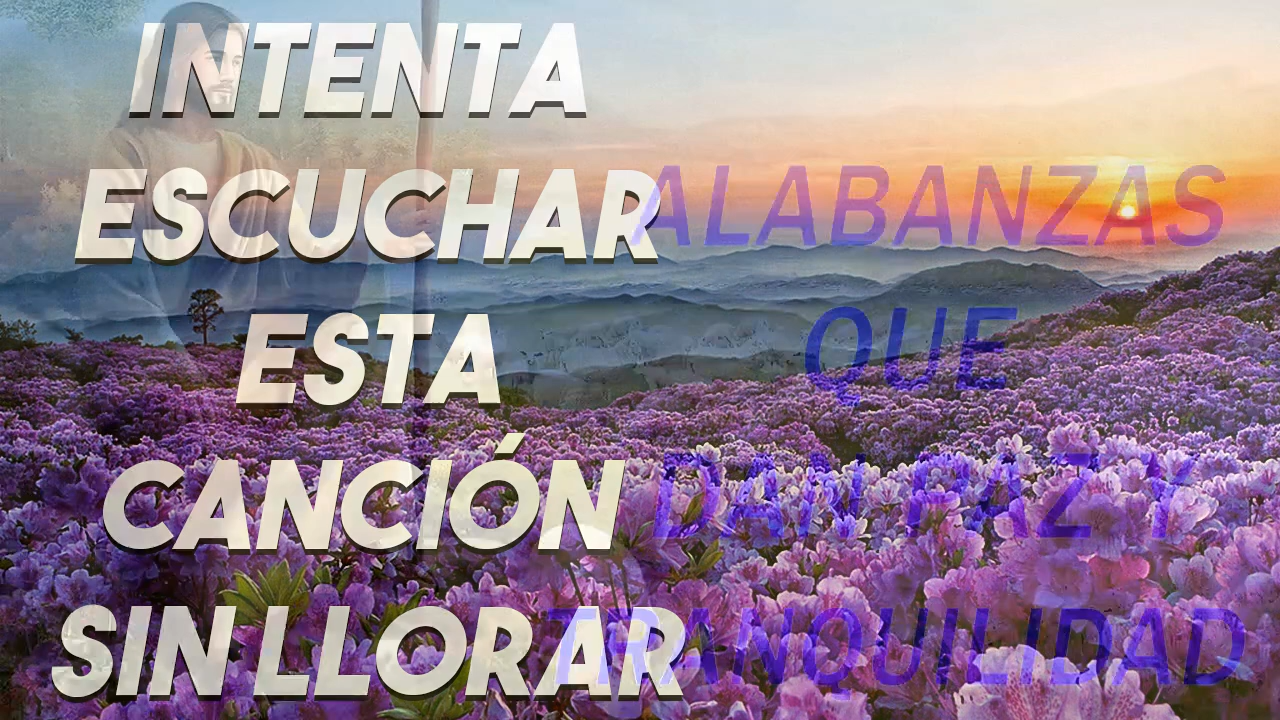 INTENTA
ESCUCHAR
ESTA
CANCIÓN
SIN LLORAR
ALABANZAS
QUE
DAN PAZ Y
TRANQUILIDAD